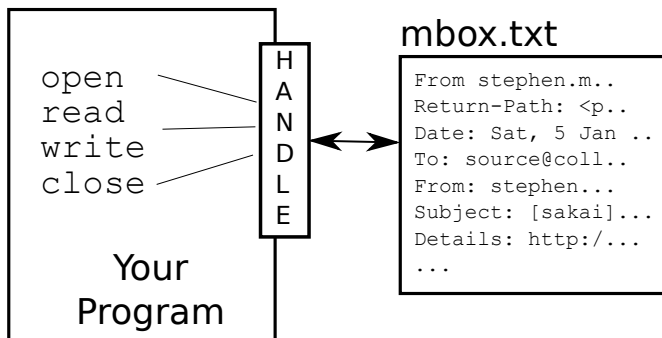 open
read
write
close
Your
Program
HANDLE
mbox.txt
From stephen.m..
Return-Path: <p..
Date: Sat, 5 Jan ..
To: source@coll..
From: stephen...
Subject: [sakai]...
Details: http:/...
...